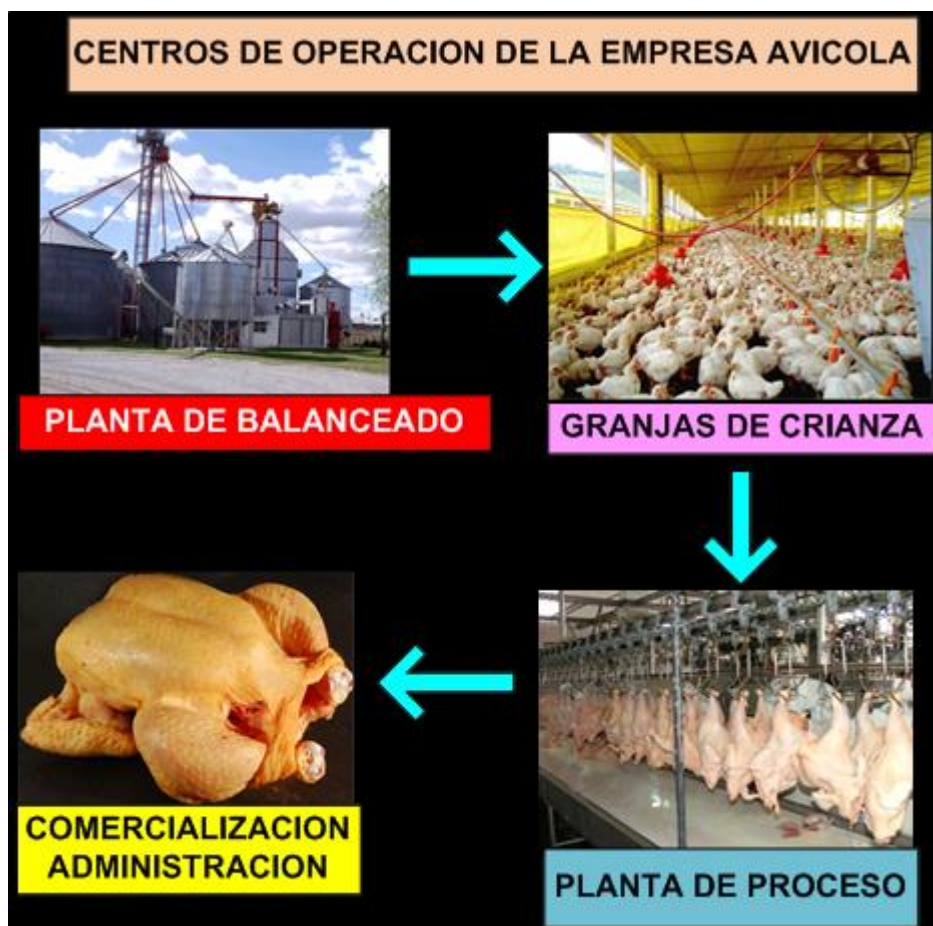 CENTROS DE OPERACION DE LA EMPRESA AVICOLA
PLANTA DE BALANCEADO
GRANJAS DE CRIANZA
COMERCIALIZACION
ADMINISTRACION
PLANTA DE PROCESO